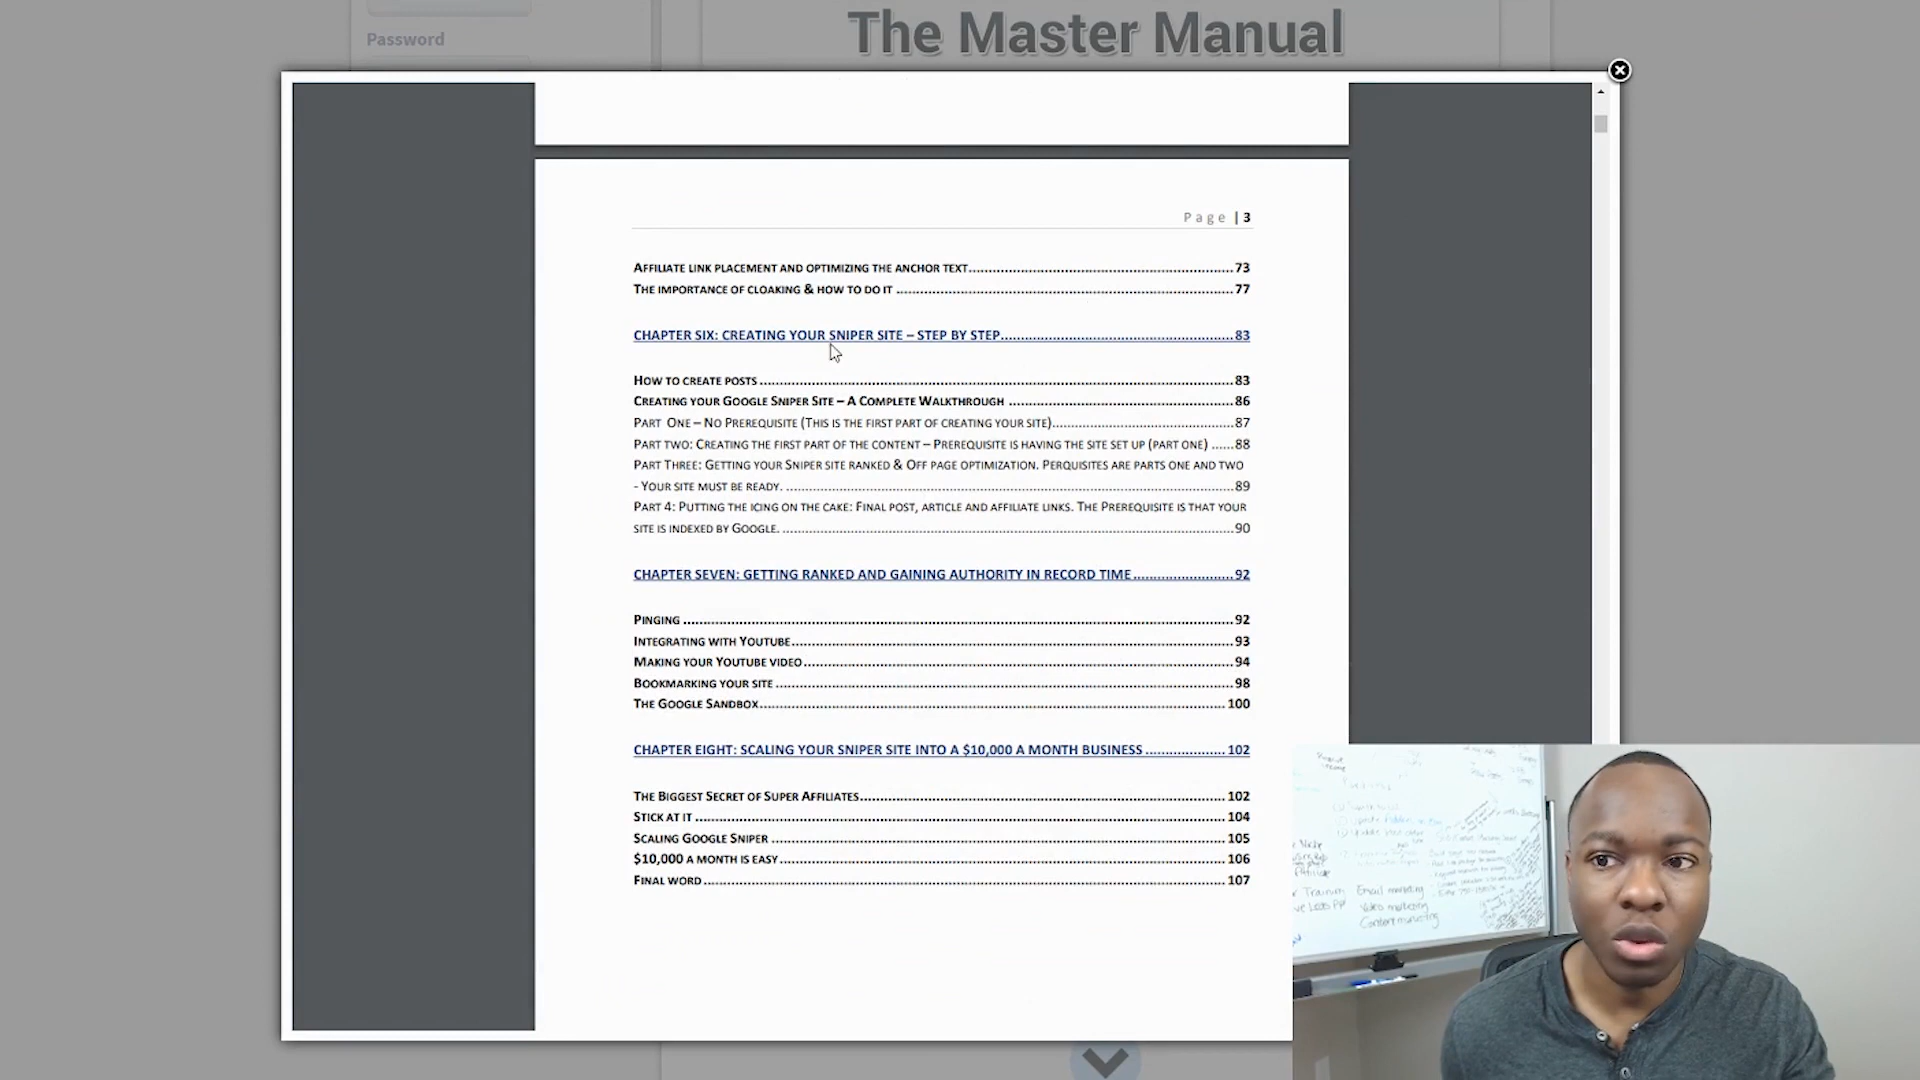 Password
The Master Manual
Page | 3
AFFILIATE LINK PLACEMENT AND OPTIMIZING THE ANCHOR TEXT 73
THE IMPORTANCE OF CLOAKING & HOW TO DO IT 77
CHAPTER SIX: CREATING YOUR SNIPER SITE – STEP BY STEP 83
HOW TO CREATE POSTS 83
CREATING YOUR GOOGLE SNIPER SITE – A COMPLETE WALKTHROUGH 86
PART ONE – NO PREREQUISITE (THIS IS THE FIRST PART OF CREATING YOUR SITE) 87
PART TWO: CREATING THE FIRST PART OF THE CONTENT – PREREQUISITE IS HAVING THE SITE SET UP (PART ONE) 88
PART THREE: GETTING YOUR SNIPER SITE RANKED & OFF PAGE OPTIMIZATION. PERQUISITES ARE PARTS ONE AND TWO
- YOUR SITE MUST BE READY. 89
PART 4: PUTTING THE ICING ON THE CAKE: FINAL POST, ARTICLE AND AFFILIATE LINKS. THE PREREQUISITE IS THAT YOUR
SITE IS INDEXED BY GOOGLE. 90
CHAPTER SEVEN: GETTING RANKED AND GAINING AUTHORITY IN RECORD TIME 92
PINGING 92
INTEGRATING WITH YOUTUBE 93
MAKING YOUR YOUTUBE VIDEO 94
BOOKMARKING YOUR SITE 98
THE GOOGLE SANDBOX 100
CHAPTER EIGHT: SCALING YOUR SNIPER SITE INTO A $10,000 A MONTH BUSINESS 102
THE BIGGEST SECRET OF SUPER AFFILIATES 102
STICK AT IT 104
SCALING GOOGLE SNIPER 105
$10,000 A MONTH IS EASY 106
FINAL WORD 107
Training
Email marketing
Video marketing
Content marketing